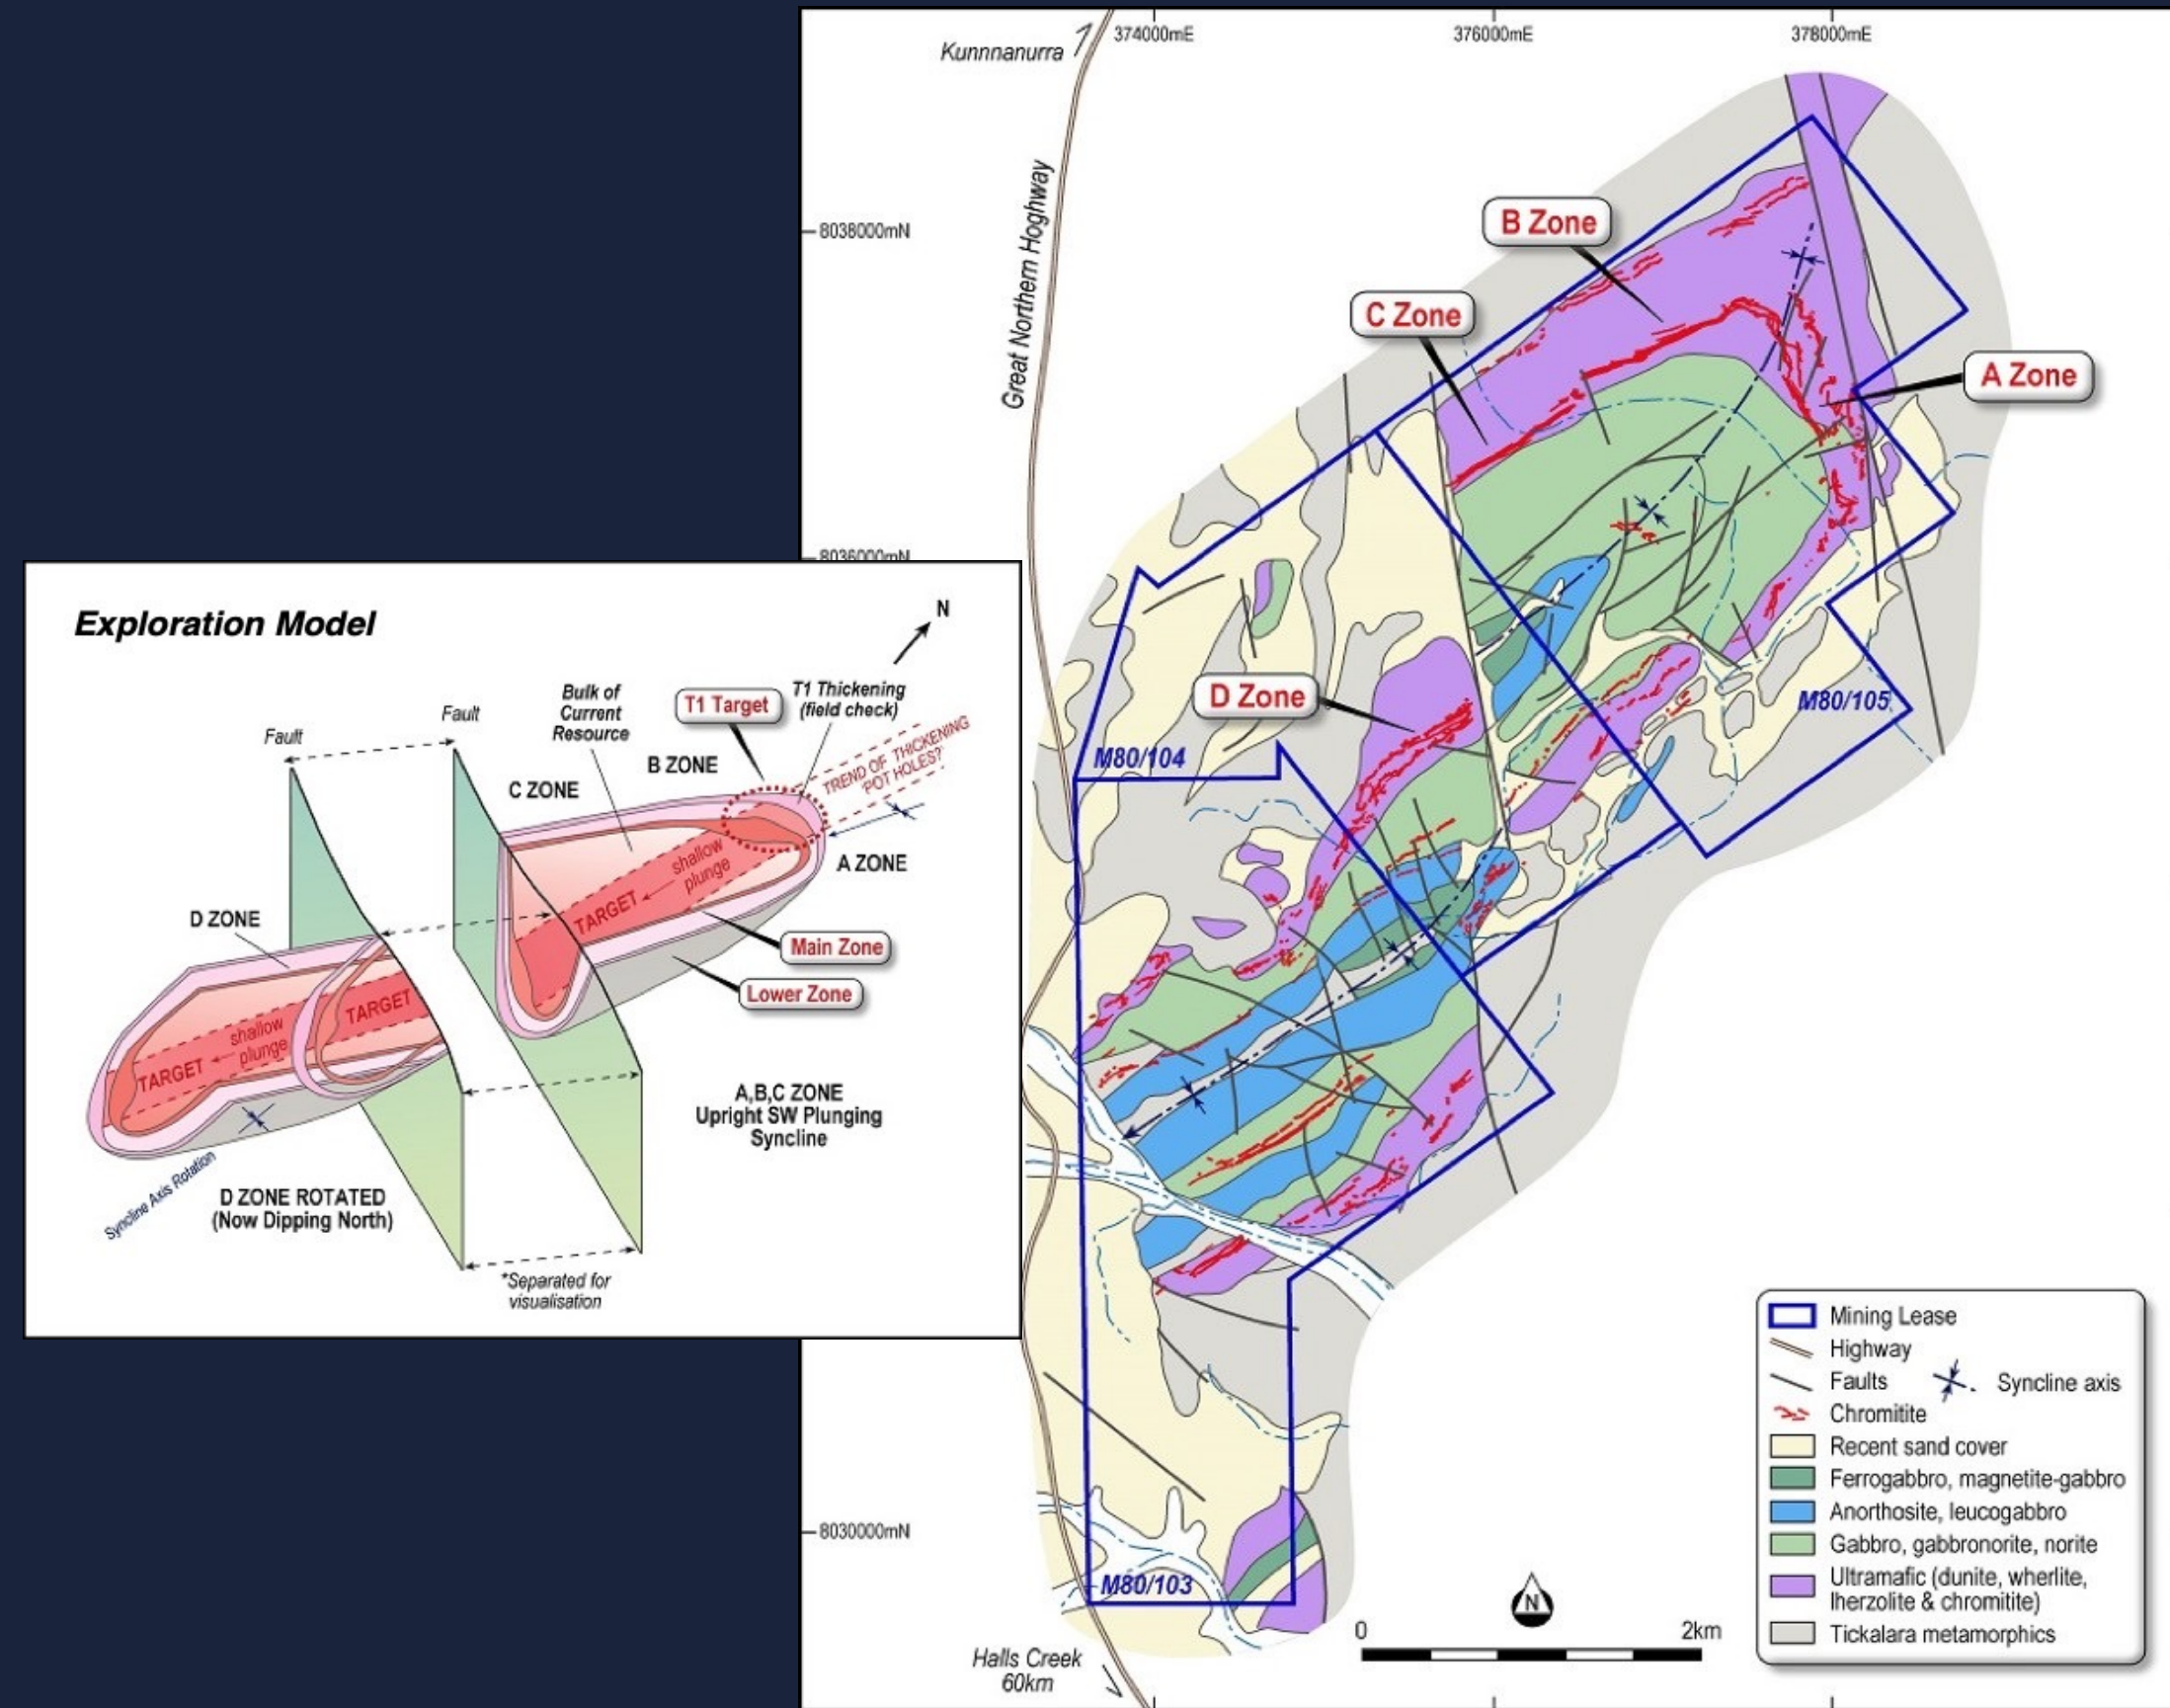 Kunnnanurra
374000mE
376000mE
378000mE
8038000mN
Great Northern Hoghway
B Zone
C Zone
A Zone
8036000mN
D Zone
M80/105
M80/104
Exploration Model
N
T1 Target
T1 Thickening
(field check)
Bulk of
Current
Resource
Fault
Fault
TREND OF THICKENING
'POT HOLES?'
B ZONE
C ZONE
A ZONE
shallow
plunge
TARGET
D ZONE
Main Zone
Lower Zone
TARGET
shallow
plunge
TARGET
A,B,C ZONE
Upright SW Plunging
Syncline
Syncline Axis Rotation
D ZONE ROTATED
(Now Dipping North)
*Separated for
visualisation
8030000mN
M80/103
Halls Creek
60km
N
0
2km
Mining Lease
Highway
Faults
Syncline axis
Chromitite
Recent sand cover
Ferrogabbro, magnetite-gabbro
Anorthosite, leucogabbro
Gabbro, gabbronorite, norite
Ultramafic (dunite, wherlite,
lherzolite & chromitite)
Tickalara metamorphics